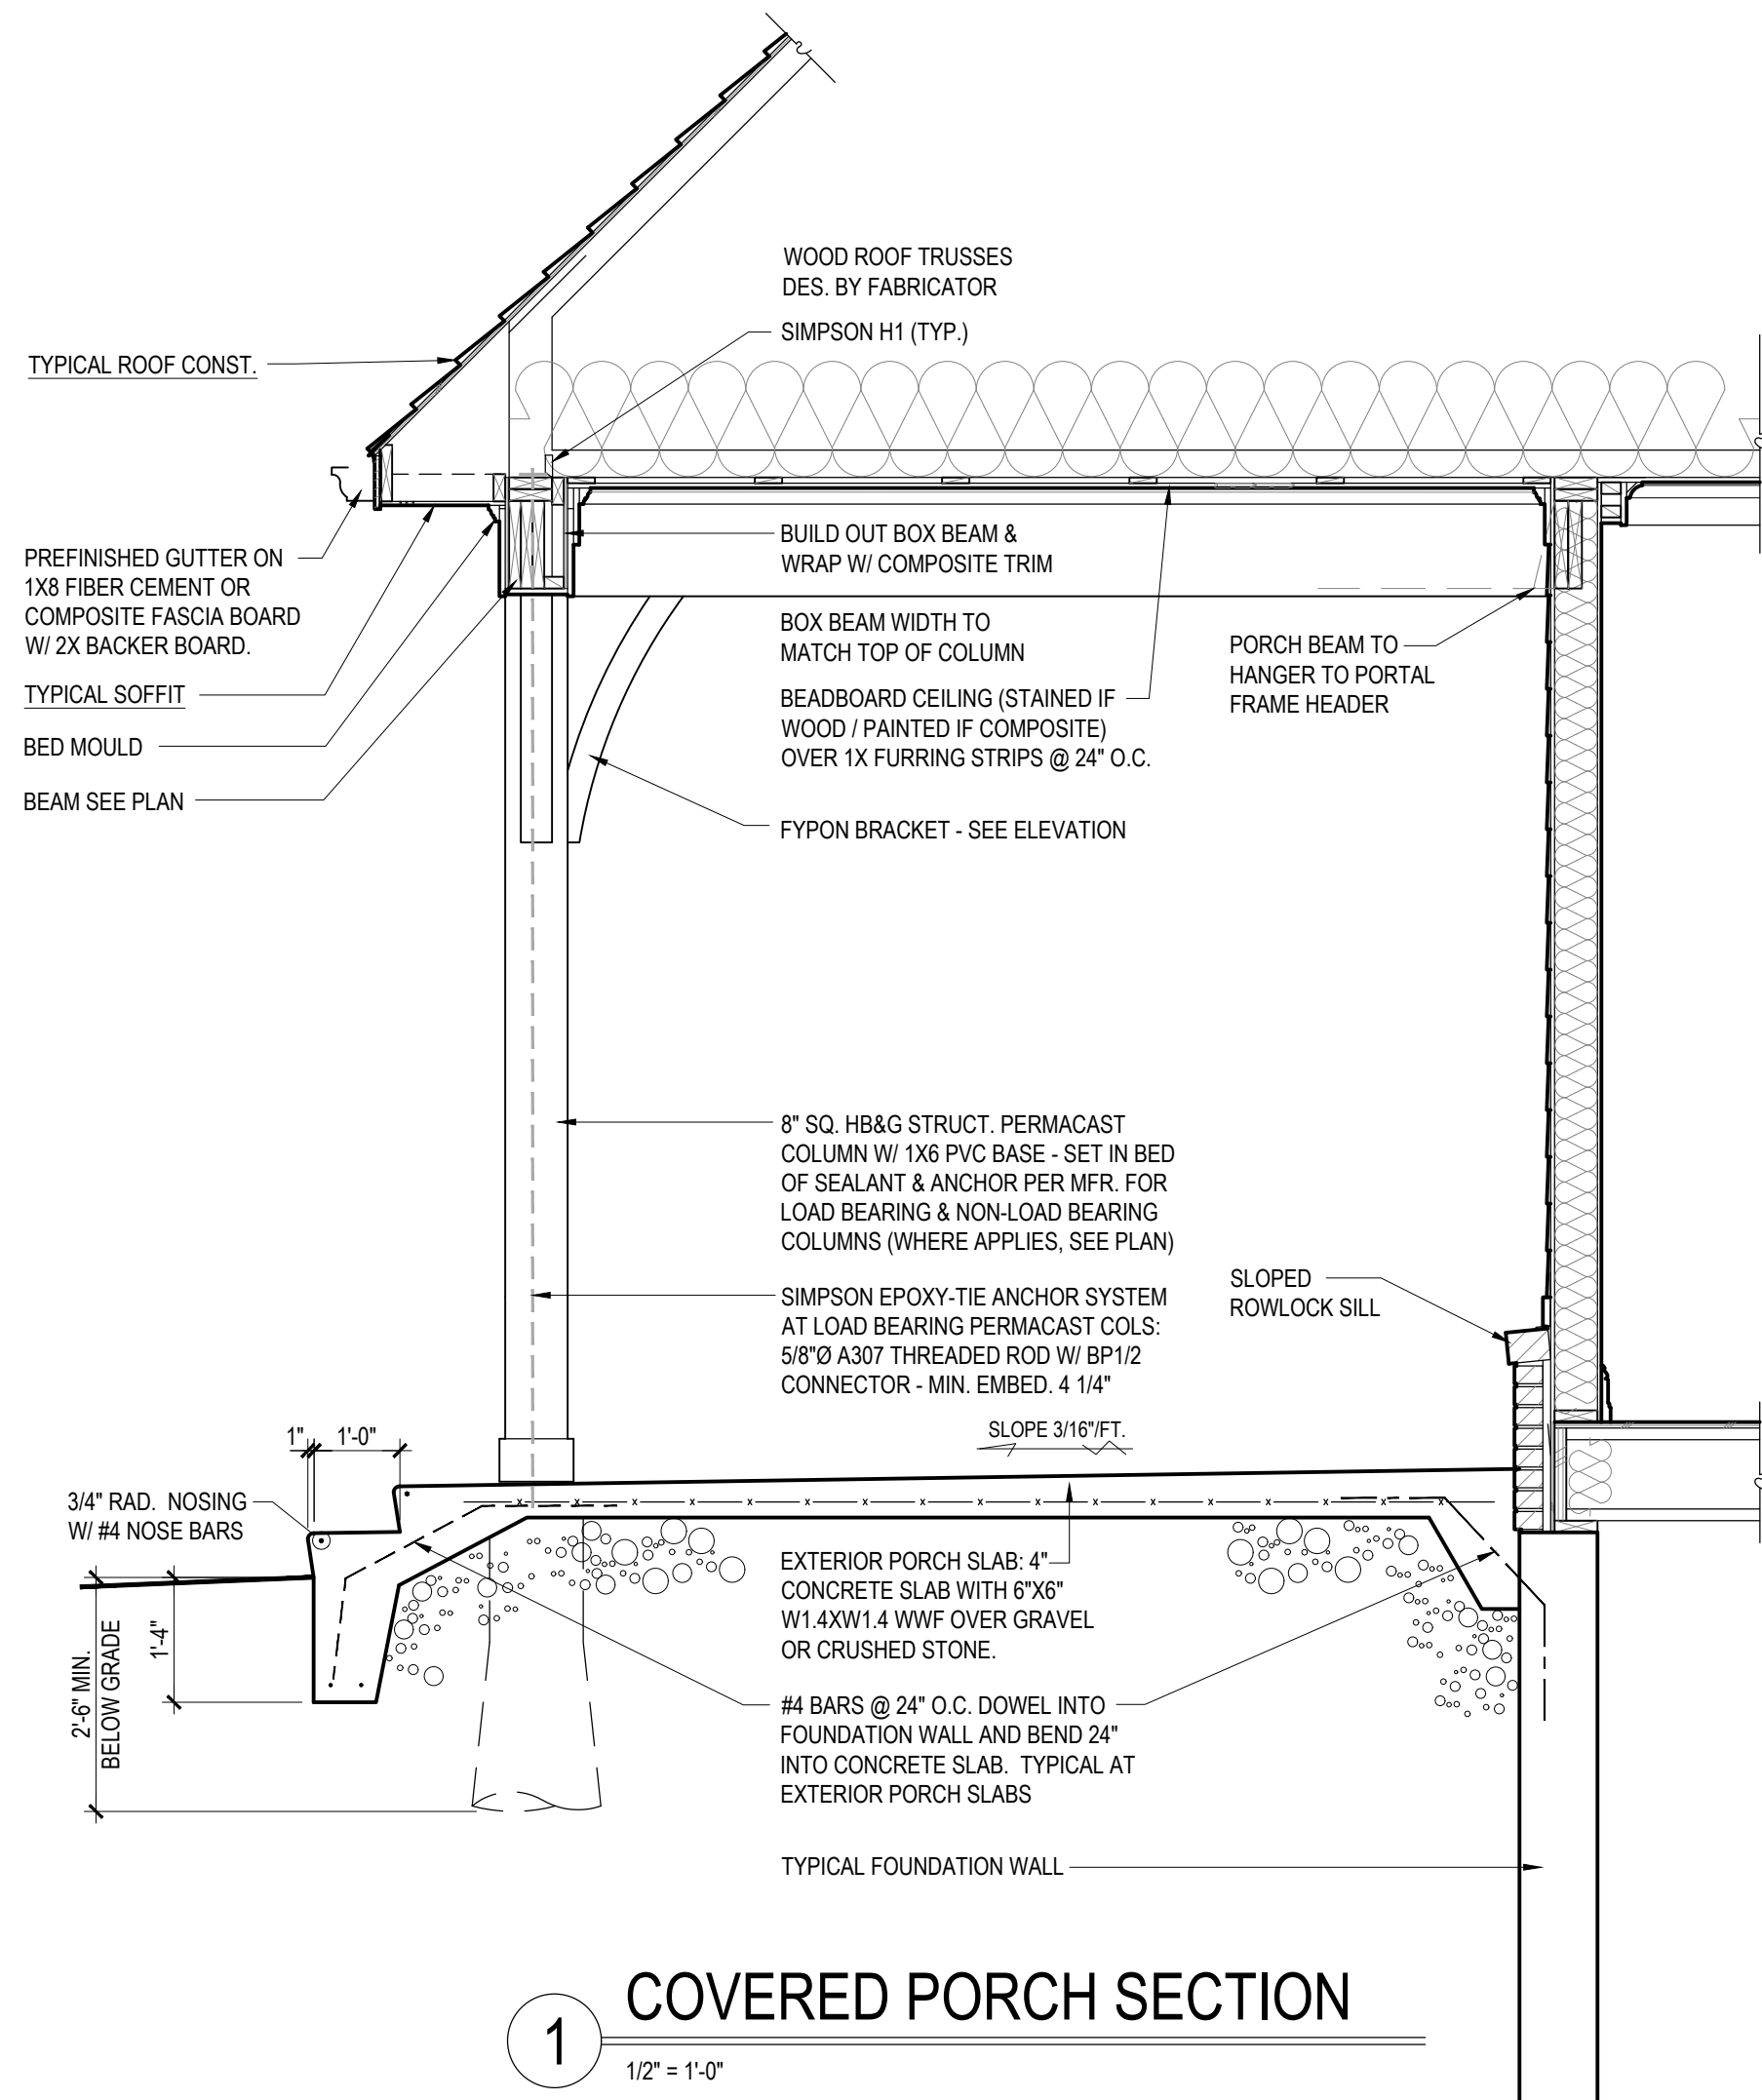 WOOD ROOF TRUSSES
DES. BY FABRICATOR
SIMPSON H1 (TYP.)
TYPICAL ROOF CONST.
PREFINISHED GUTTER ON
1X8 FIBER CEMENT OR
COMPOSITE FASCIA BOARD
W/ 2X BACKER BOARD.
TYPICAL SOFFIT
BED MOULD
BEAM SEE PLAN
BUILD OUT BOX BEAM &
WRAP W/ COMPOSITE TRIM
BOX BEAM WIDTH TO
MATCH TOP OF COLUMN
BEADBOARD CEILING (STAINED IF
WOOD / PAINTED IF COMPOSITE)
OVER 1X FURRING STRIPS @ 24" O.C.
PORCH BEAM TO
HANGER TO PORTAL
FRAME HEADER
FYPON BRACKET - SEE ELEVATION
8" SQ. HB&G STRUCT. PERMACAST
COLUMN W/ 1X6 PVC BASE - SET IN BED
OF SEALANT & ANCHOR PER MFR. FOR
LOAD BEARING & NON-LOAD BEARING
COLUMNS (WHERE APPLIES, SEE PLAN)
SIMPSON EPOXY-TIE ANCHOR SYSTEM
AT LOAD BEARING PERMACAST COLS:
5/8"Ø A307 THREADED ROD W/ BP1/2
CONNECTOR - MIN. EMBED. 4 1/4"
SLOPED
ROWLOCK SILL
SLOPE 3/16"/FT.
1"
1'-0"
3/4" RAD. NOSING
W/ #4 NOSE BARS
2'-6" MIN.
BELOW GRADE
1'-4"
EXTERIOR PORCH SLAB: 4"
CONCRETE SLAB WITH 6"X6"
W1.4XW1.4 WWF OVER GRAVEL
OR CRUSHED STONE.
#4 BARS @ 24" O.C. DOWEL INTO
FOUNDATION WALL AND BEND 24"
INTO CONCRETE SLAB. TYPICAL AT
EXTERIOR PORCH SLABS
TYPICAL FOUNDATION WALL
1
COVERED PORCH SECTION
1/2" = 1'-0"